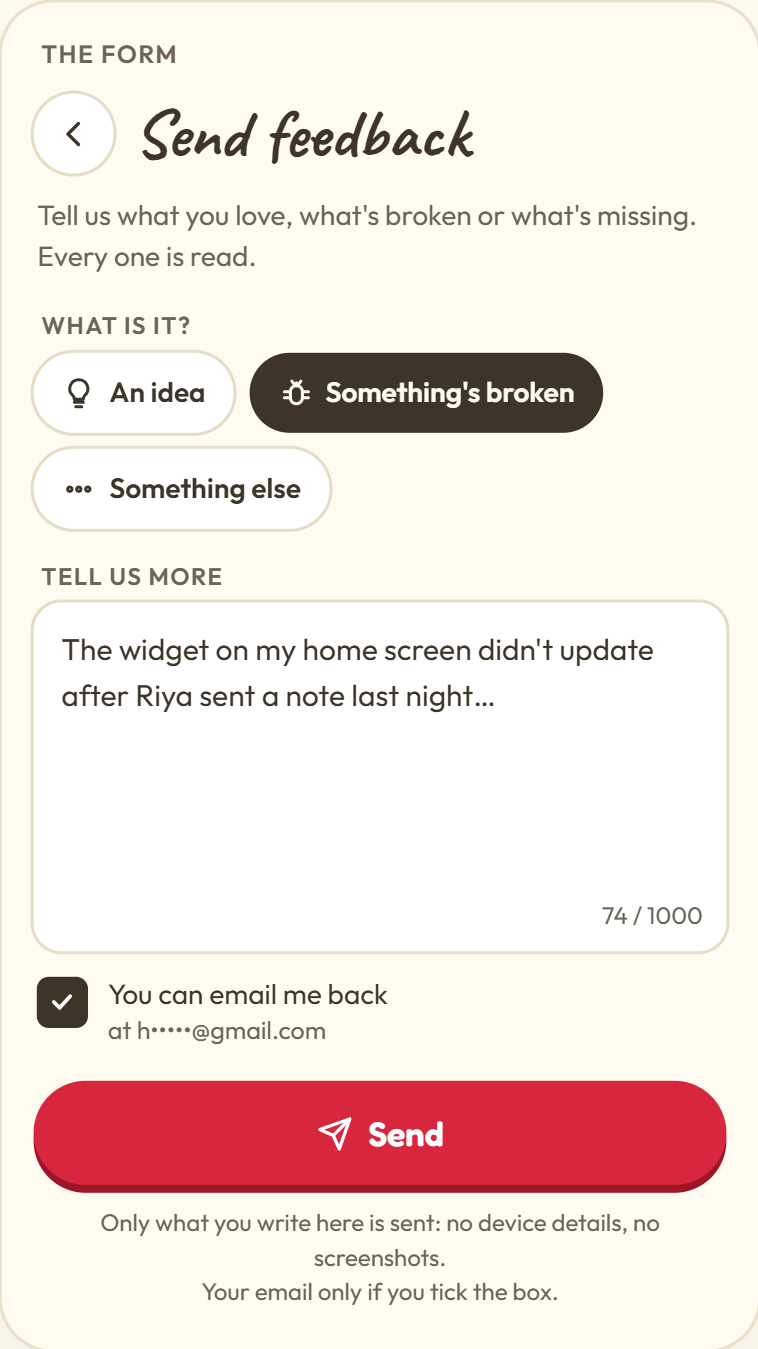 THE FORM
Send feedback
Tell us what you love, what's broken or what's missing.
Every one is read.
WHAT IS IT?
An idea
Something's broken
Something else
TELL US MORE
The widget on my home screen didn't update
after Riya sent a note last night...
74 / 1000
You can email me back
at h•••••@gmail.com
Send
Only what you write here is sent: no device details, no
screenshots.
Your email only if you tick the box.